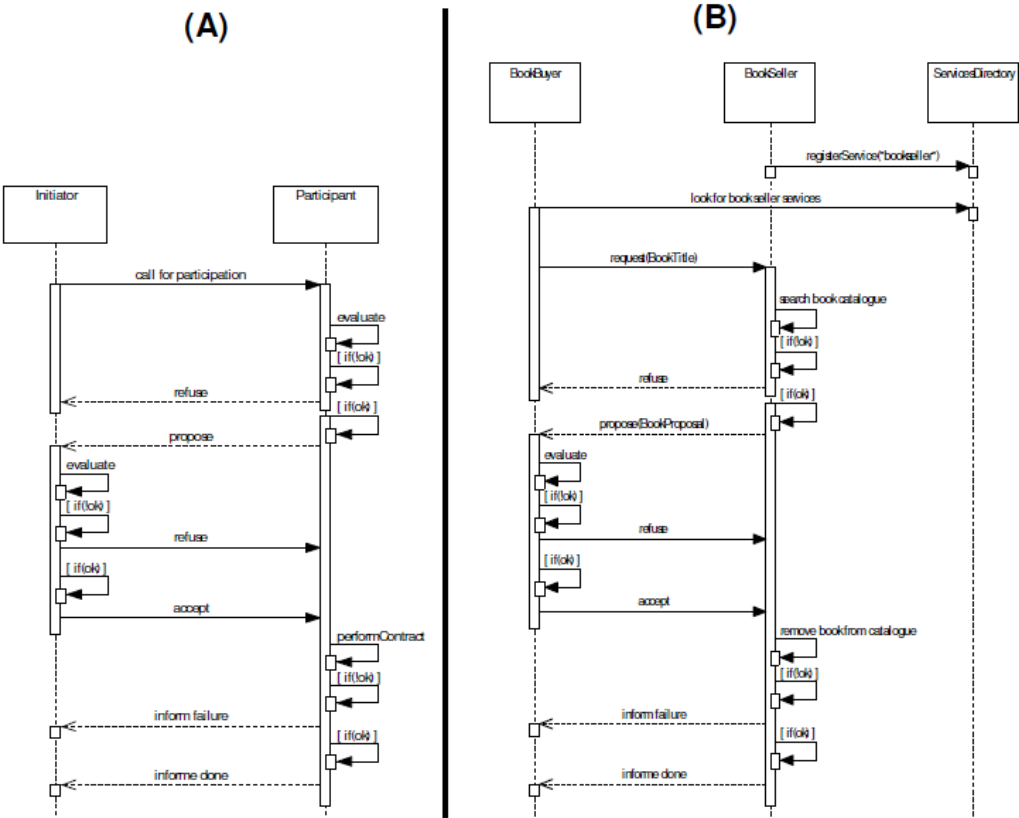 (A)
Initiator
Participant
call for participation
evaluate
[ if(!ok) ]
refuse
[ if(ok) ]
propose
evaluate
[ if(!ok) ]
refuse
[ if(ok) ]
accept
performContract
[ if(!ok) ]
inform failure
[ if(ok) ]
informe done
(B)
BookBuyer
BookSeller
ServicesDirectory
registerService("bookseller")
look for bookseller services
request(BookTitle)
search book catalogue
[ if(!ok) ]
refuse
[ if(ok) ]
propose(BookProposal)
evaluate
[ if(!ok) ]
refuse
[ if(ok) ]
accept
remove book from catalogue
[ if(!ok) ]
inform failure
[ if(ok) ]
informe done